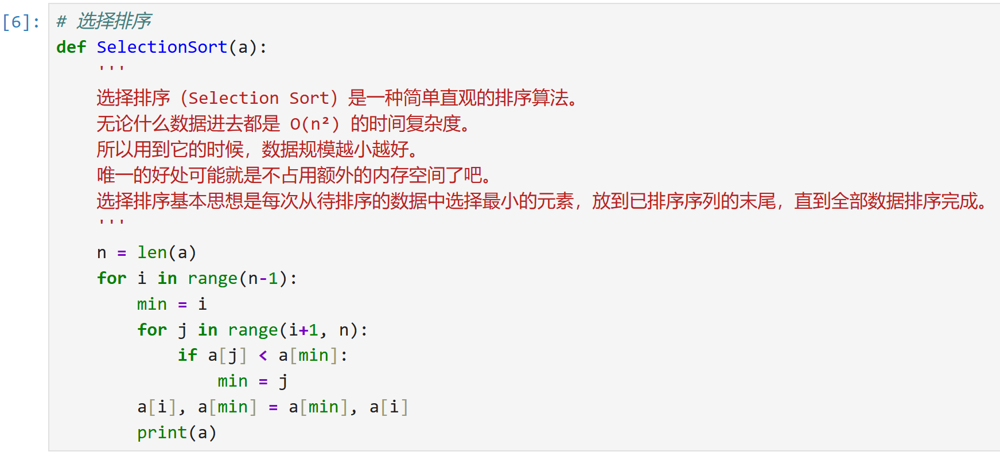 [6]: # 选择排序
def SelectionSort(a):
    '''
    选择排序（Selection Sort）是一种简单直观的排序算法。
    无论什么数据进去都是 O(n²) 的时间复杂度。
    所以用到它的时候，数据规模越小越好。
    唯一的好处可能就是不占用额外的内存空间了吧。
    选择排序基本思想是每次从待排序的数据中选择最小的元素，放到已排序序列的末尾，直到全部数据排序完成。
    '''
    n = len(a)
    for i in range(n-1):
        min = i
        for j in range(i+1, n):
            if a[j] < a[min]:
                min = j
        a[i], a[min] = a[min], a[i]
        print(a)